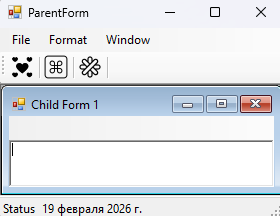 ParentForm
File Format Window
Child Form 1
Status 19 февраля 2026 г.